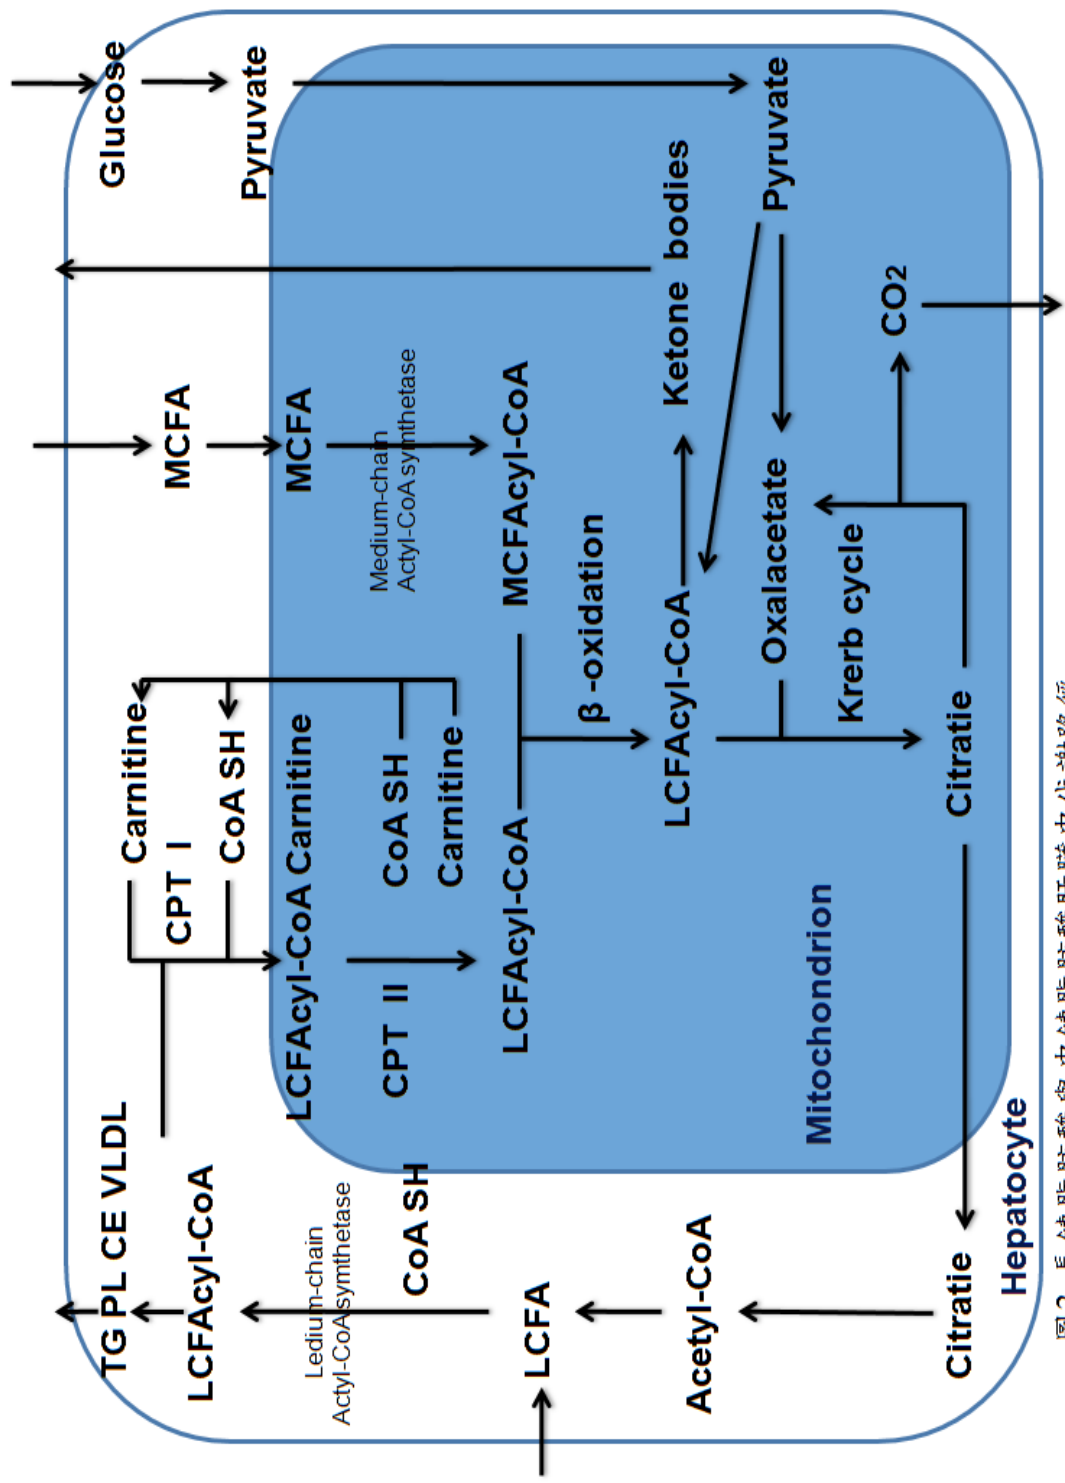 TG PL CE VLDL
Carnitine
Glucose
CPT I
MCFA
LCFAcyl-CoA
CoA SH
Pyruvate
LCFAcyl-CoA Carnitine
MCFA
Ledium-chain
Actyl-CoA symthetase
Medium-chain
Actyl-CoA symthetase
CoA SH
CPT II
CoA SH
Carnitine
LCFA
LCFAcyl-CoA
MCFAcyl-CoA
β -oxidation
Acetyl-CoA
LCFAcyl-CoA
Ketone bodies
Oxalacetate
Pyruvate
Mitochondrion
Krerb cycle
CO2
Citratie
Citratie
Hepatocyte